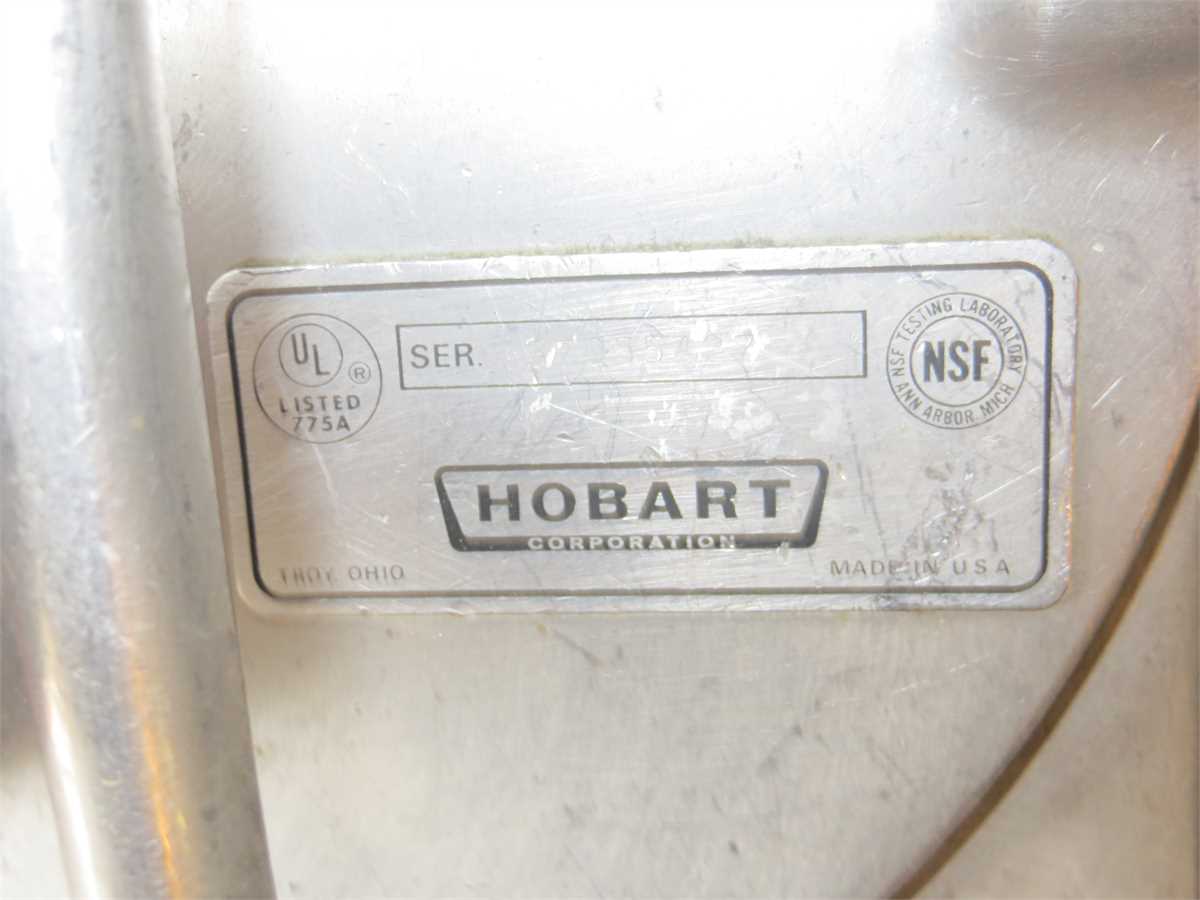 UL ®
LISTED
775A
SER.
NSF TESTING LABORATORY
NSF
ANN ARBOR. MICH
HOBART
CORPORATION
TROY, OHIO
MADE IN U S A